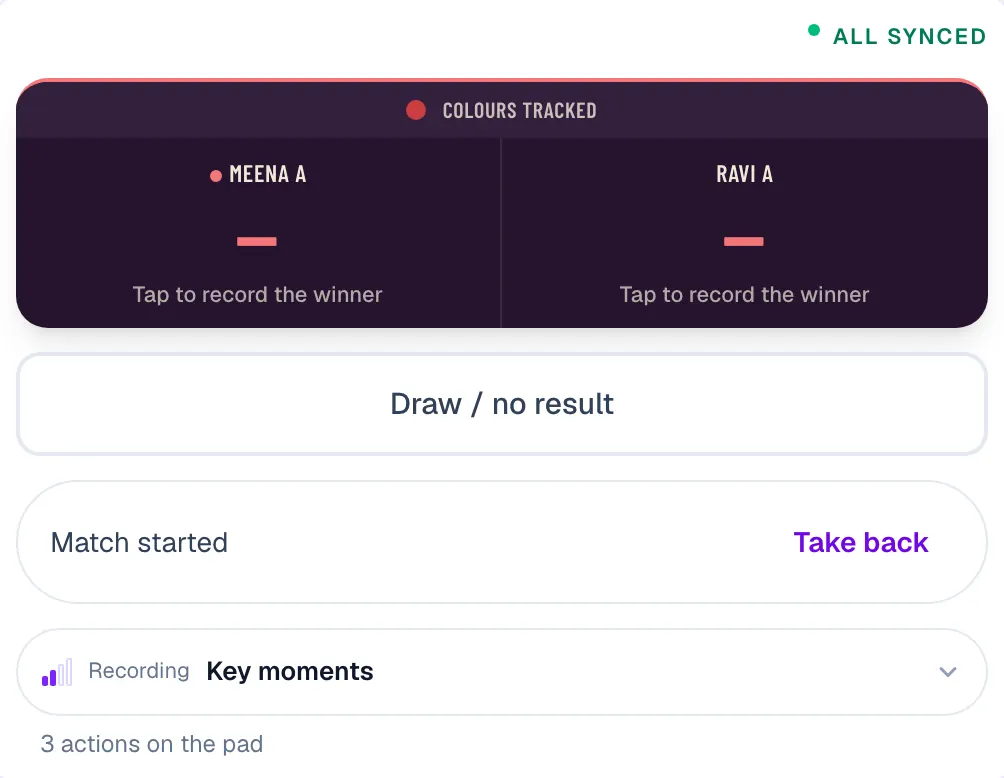 ALL SYNCED
COLOURS TRACKED
MEENA A
RAVI A
Tap to record the winner
Tap to record the winner
Draw / no result
Match started
Take back
Recording Key moments
3 actions on the pad